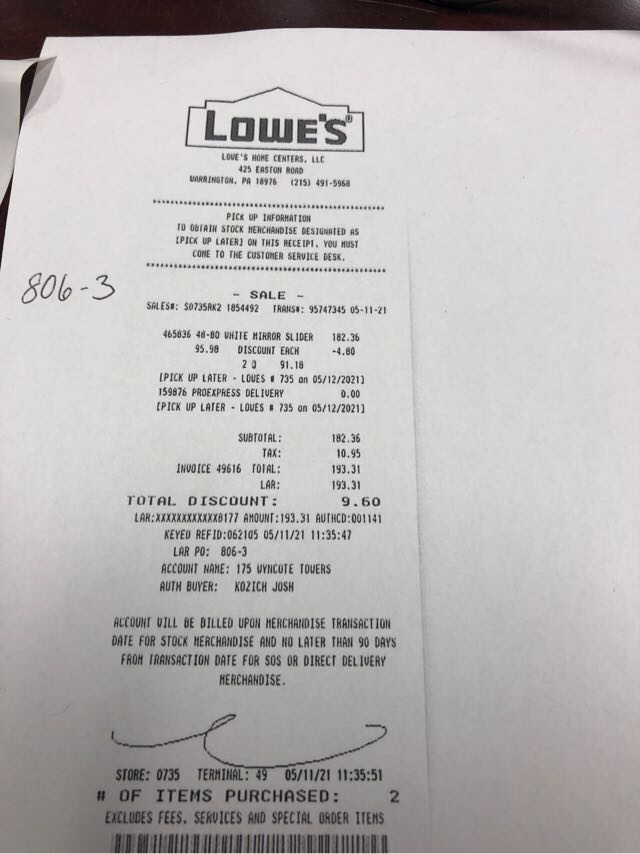 LOWE'S®
LOWE'S HOME CENTERS, LLC
425 EASTON ROAD
WARRINGTON, PA 18976 (215) 491-5960
PICK UP INFORMATION
TO OBTAIN STOCK MERCHANDISE DESIGNATED AS
[PICK UP LATER] ON THIS RECEIPT, YOU MUST
COME TO THE CUSTOMER SERVICE DESK.
806-3
- SALE -
SALES#: S0735RK2 1854492 TRANS#: 95747345 05-11-21
465836 48-80 WHITE MIRROR SLIDER 182.36
95.98 DISCOUNT EACH -4.80
2 @ 91.18
[PICK UP LATER - LOWES # 735 on 05/12/2021]
159876 PROEXPRESS DELIVERY 0.00
[PICK UP LATER - LOWES # 735 on 05/12/2021]
SUBTOTAL: 182.36
TAX: 10.95
INVOICE 49616 TOTAL: 193.31
LAR: 193.31
TOTAL DISCOUNT: 9.60
LAR:XXXXXXXXXXXX8177 AMOUNT:193.31 AUTHCD:001141
KEYED REFID:062105 05/11/21 11:35:47
LAR PO: 806-3
ACCOUNT NAME: 175 WYNCOTE TOWERS
AUTH BUYER: KOZICH JOSH
ACCOUNT WILL BE BILLED UPON MERCHANDISE TRANSACTION
DATE FOR STOCK MERCHANDISE AND NO LATER THAN 90 DAYS
FROM TRANSACTION DATE FOR SOS OR DIRECT DELIVERY
MERCHANDISE.
STORE: 0735 TERMINAL: 49 05/11/21 11:35:51
# OF ITEMS PURCHASED: 2
EXCLUDES FEES, SERVICES AND SPECIAL ORDER ITEMS